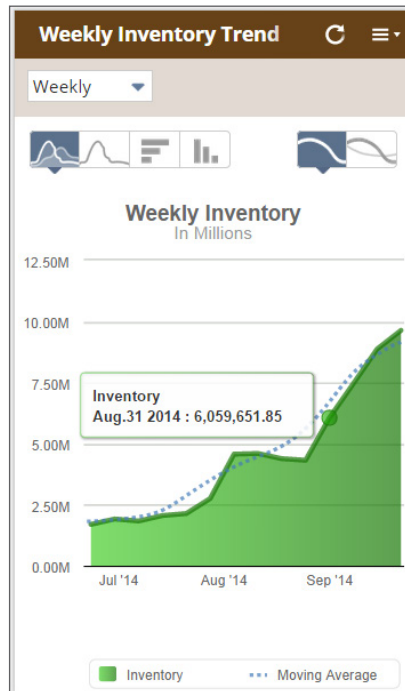 Weekly Inventory Trend
Weekly
Weekly Inventory
In Millions
12.50M
10.00M
7.50M
Inventory
Aug.31 2014 : 6,059,651.85
5.00M
2.50M
0.00M
Jul '14 Aug '14 Sep '14
Inventory Moving Average